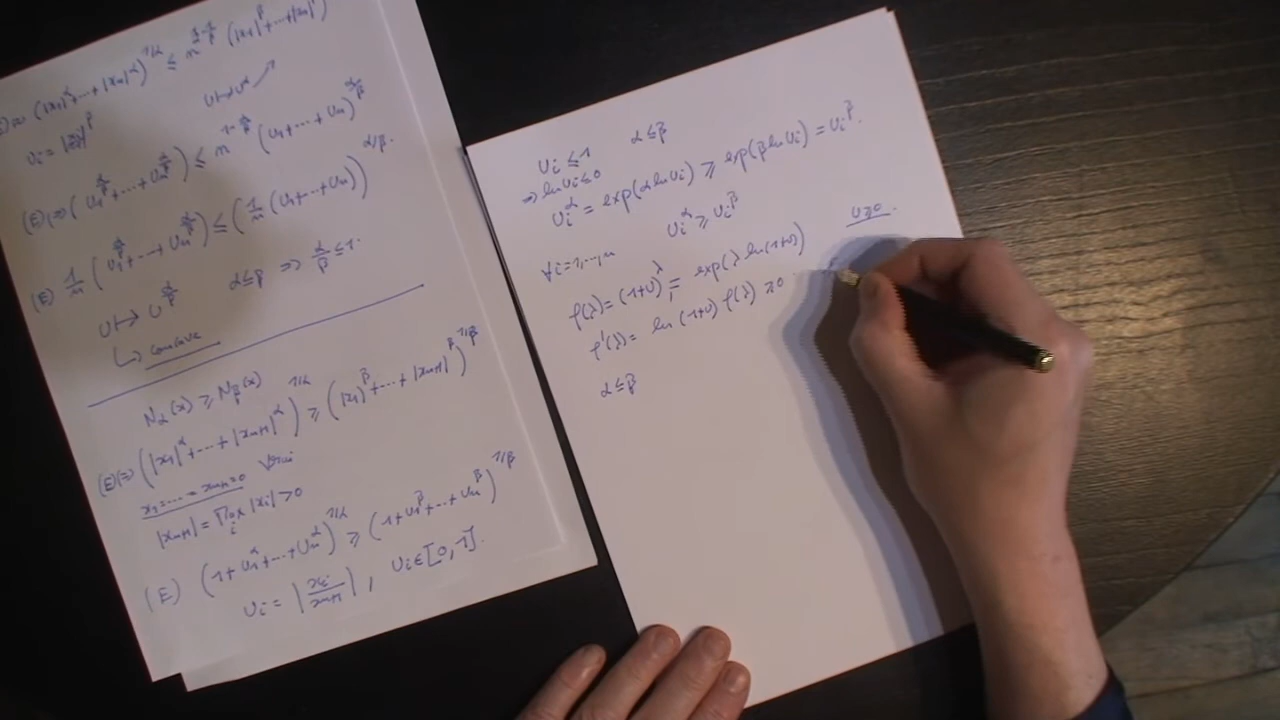 (|x₁|^α+...+|xₙ|^α)^{1/α} ≤ n^{1/α-1/β} (|x₁|^β+...+|xₙ|^β)
u ↦ u^α
uᵢ = |xᵢ|^β
(E) ⇔ (u₁^{α/β}+...+uₙ^{α/β}) ≤ n^{1-α/β} (u₁+...+uₙ)^{α/β}
(E) 1/n (u₁^{α/β}+...+uₙ^{α/β}) ≤ (1/n (u₁+...+uₙ))^{α/β}.
u ↦ u^{α/β} α≤β ⇒ α/β ≤ 1.
↳ concave
N_α(x) ≥ N_β(x)
(E) ⇔ (|x₁|^α+...+|xₙ₊₁|^α)^{1/α} ≥ (|x₁|^β+...+|xₙ₊₁|^β)^{1/β}
x₁=...=xₙ₊₁=0 Vrai
|xₙ₊₁| = Max_i |xᵢ| >0
(E) (1+u₁^α+...+uₙ^α)^{1/α} ≥ (1+u₁^β+...+uₙ^β)^{1/β}
uᵢ = |xᵢ/xₙ₊₁|, uᵢ∈[0,1].
uᵢ≤1 α≤β
⇒ ln uᵢ≤0
uᵢ^α = exp(α ln uᵢ) ≥ exp(β ln uᵢ) = uᵢ^β.
∀i=1,...,n uᵢ^α ≥ uᵢ^β
u≥0.
f(λ)= (1+u)^λ = exp(λ ln(1+u))
f'(λ)= ln(1+u) f(λ) ≥0
α≤β